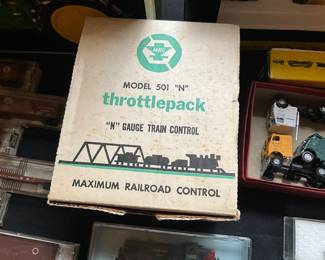 MRC
MODEL 501 "N"
throttlepack
"N" GAUGE TRAIN CONTROL
MAXIMUM RAILROAD CONTROL